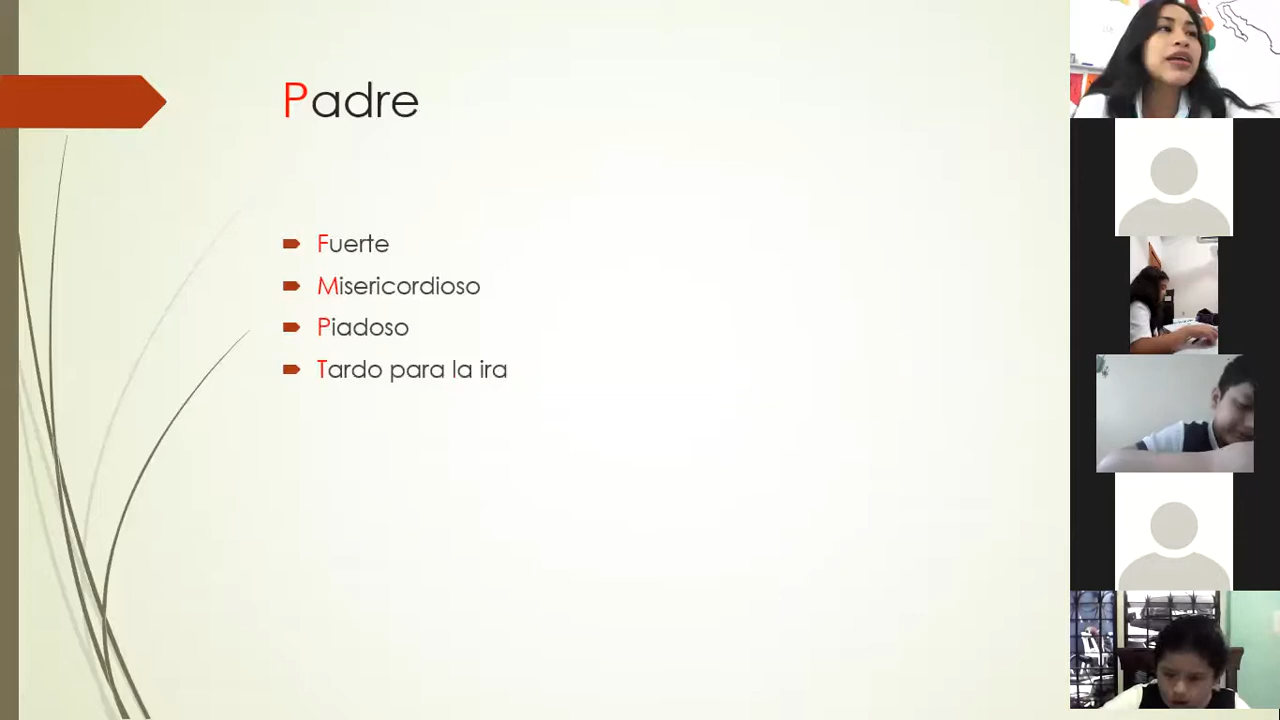 Padre
Fuerte
Misericordioso
Piadoso
Tardo para la ira